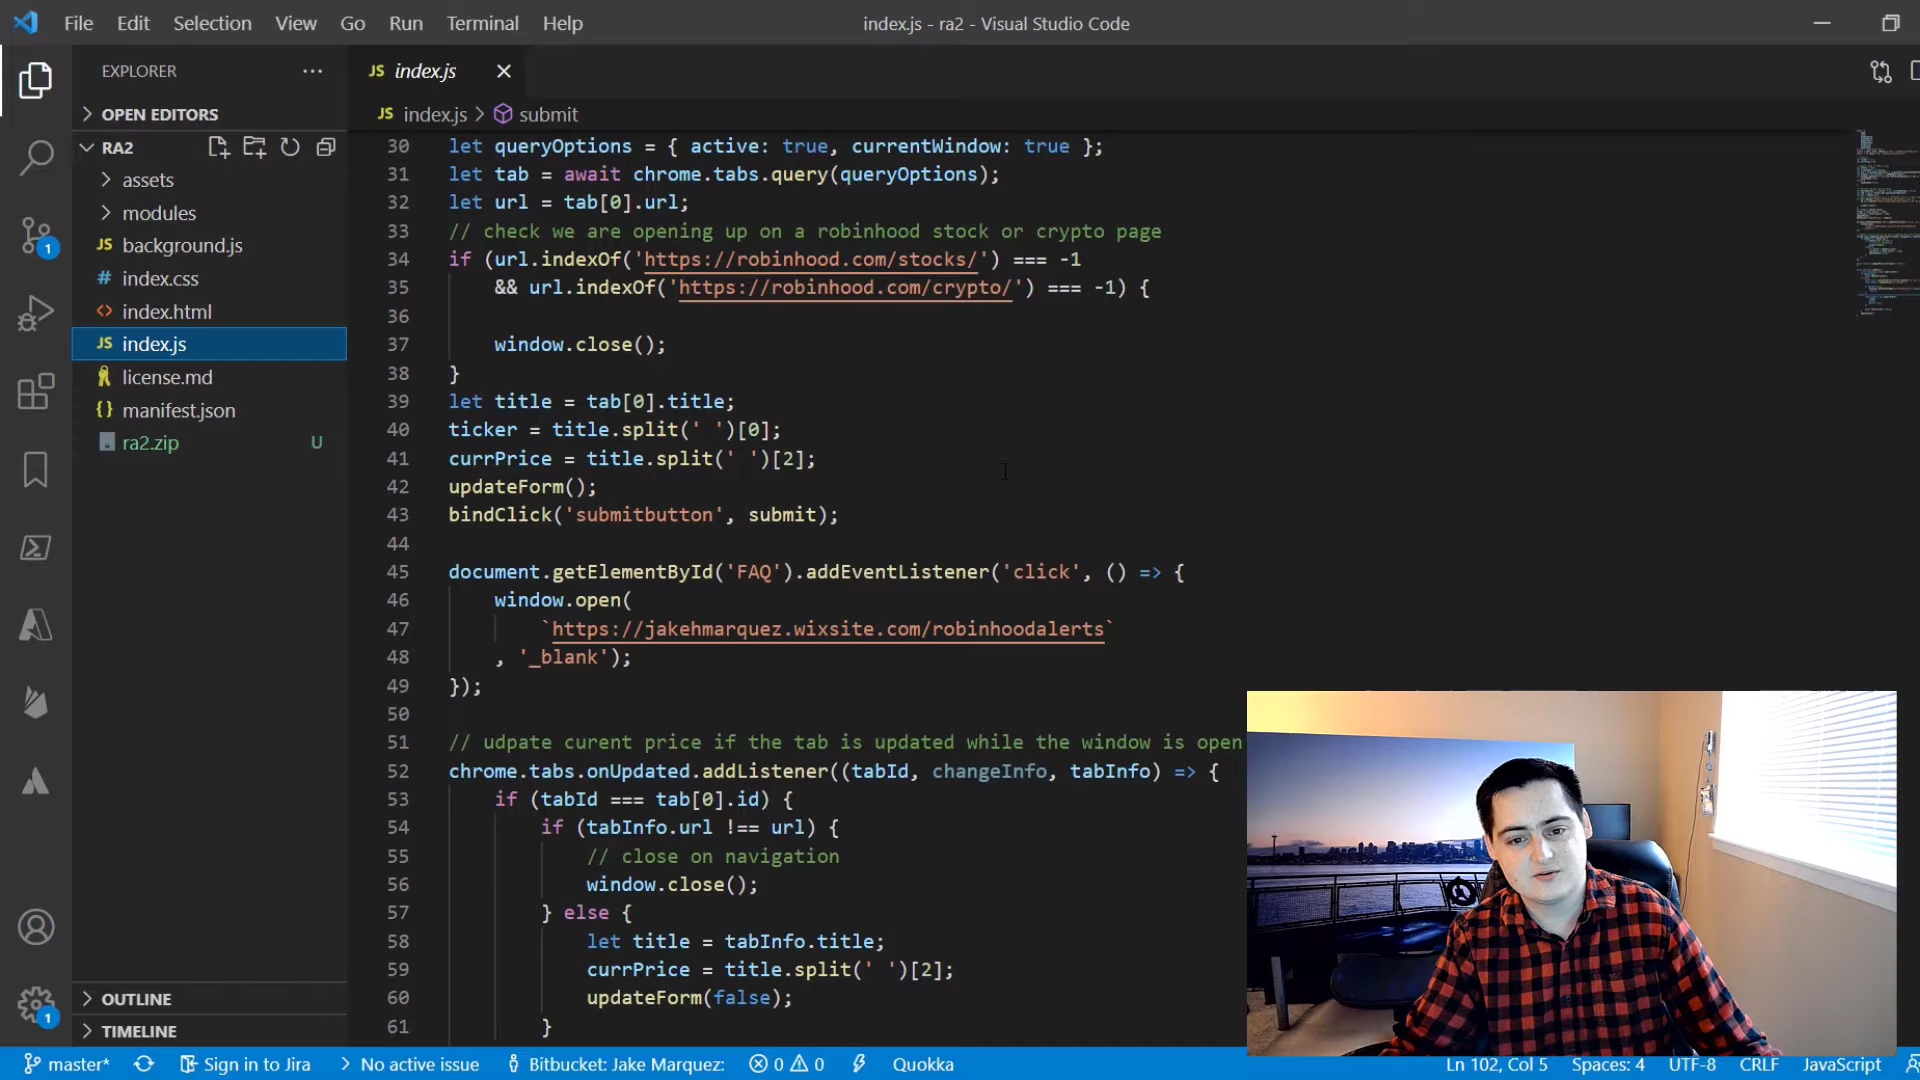 File Edit Selection View Go Run Terminal Help
index.js - ra2 - Visual Studio Code
EXPLORER
OPEN EDITORS
RA2
assets
modules
JS background.js
# index.css
<> index.html
JS index.js
license.md
{} manifest.json
ra2.zip U
OUTLINE
TIMELINE
1
1
JS index.js
JS index.js > submit
30 let queryOptions = { active: true, currentWindow: true };
31 let tab = await chrome.tabs.query(queryOptions);
32 let url = tab[0].url;
33 // check we are opening up on a robinhood stock or crypto page
34 if (url.indexOf('https://robinhood.com/stocks/') === -1
35 && url.indexOf('https://robinhood.com/crypto/') === -1) {
36
37 window.close();
38 }
39 let title = tab[0].title;
40 ticker = title.split(' ')[0];
41 currPrice = title.split(' ')[2];
42 updateForm();
43 bindClick('submitbutton', submit);
44
45 document.getElementById('FAQ').addEventListener('click', () => {
46 window.open(
47 `https://jakehmarquez.wixsite.com/robinhoodalerts`
48 , '_blank');
49 });
50
51 // udpate curent price if the tab is updated while the window is open
52 chrome.tabs.onUpdated.addListener((tabId, changeInfo, tabInfo) => {
53 if (tabId === tab[0].id) {
54 if (tabInfo.url !== url) {
55 // close on navigation
56 window.close();
57 } else {
58 let title = tabInfo.title;
59 currPrice = title.split(' ')[2];
60 updateForm(false);
61 }
master* Sign in to Jira No active issue Bitbucket: Jake Marquez: 0 0 Quokka Ln 102, Col 5 Spaces: 4 UTF-8 CRLF JavaScript